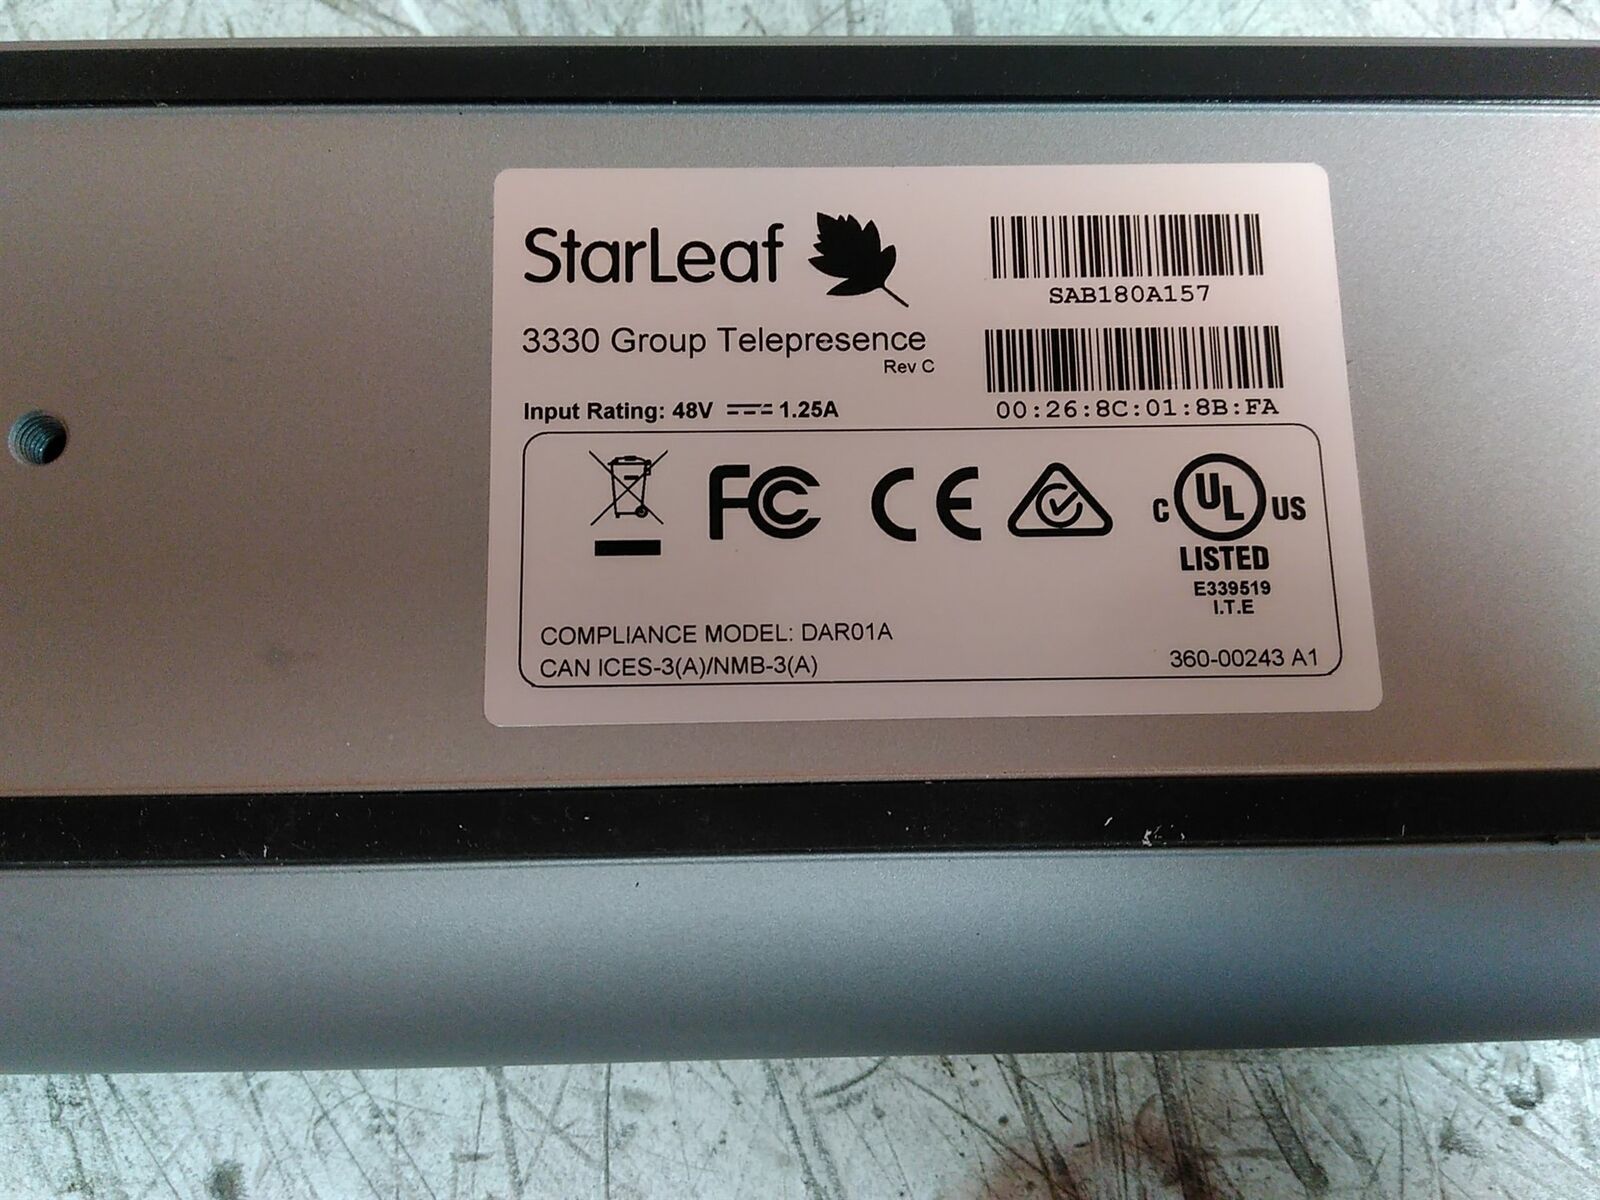 StarLeaf
SAB180A157
3330 Group Telepresence
Rev C
00:26:8C:01:8B:FA
Input Rating: 48V ⎓ 1.25A
FC CE C UL US
LISTED
E339519
I.T.E
COMPLIANCE MODEL: DAR01A
CAN ICES-3(A)/NMB-3(A)
360-00243 A1